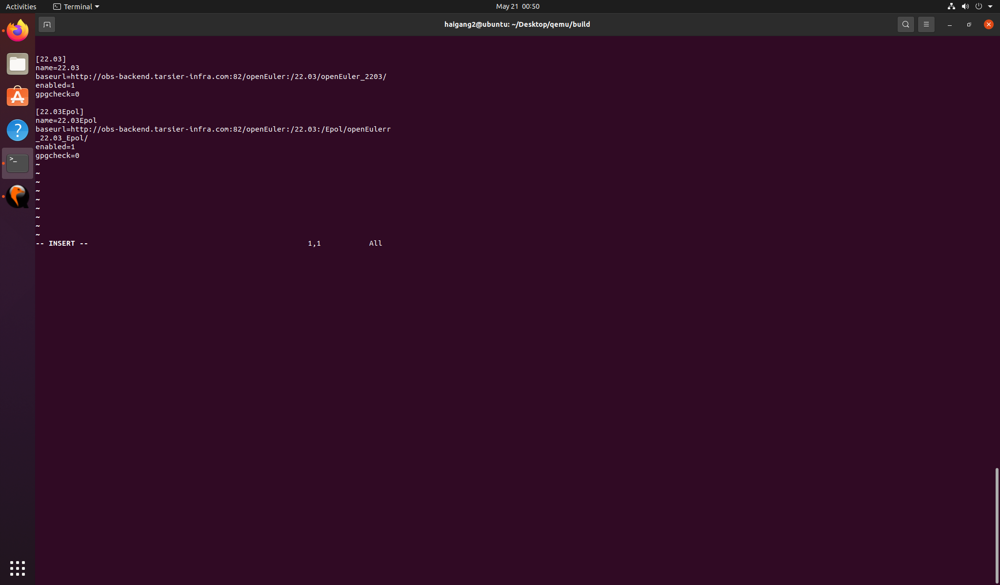 Activities
Terminal
May 21 00:50
haigang2@ubuntu: ~/Desktop/qemu/build
[22.03]
name=22.03
baseurl=http://obs-backend.tarsier-infra.com:82/openEuler:/22.03/openEuler_2203/
enabled=1
gpgcheck=0
[22.03Epol]
name=22.03Epol
baseurl=http://obs-backend.tarsier-infra.com:82/openEuler:/22.03:/Epol/openEulerr
_22.03_Epol/
enabled=1
gpgcheck=0
~
~
~
~
~
~
~
~
~
-- INSERT -- 1,1 All